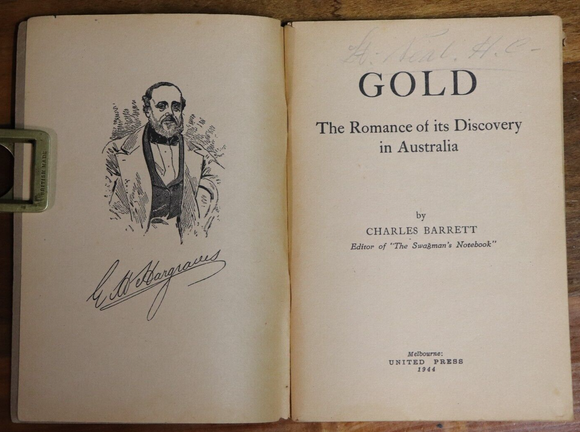 E H Hargraves
GOLD
The Romance of its Discovery
in Australia
by
CHARLES BARRETT
Editor of "The Swagman's Notebook"
Melbourne:
UNITED PRESS
1944